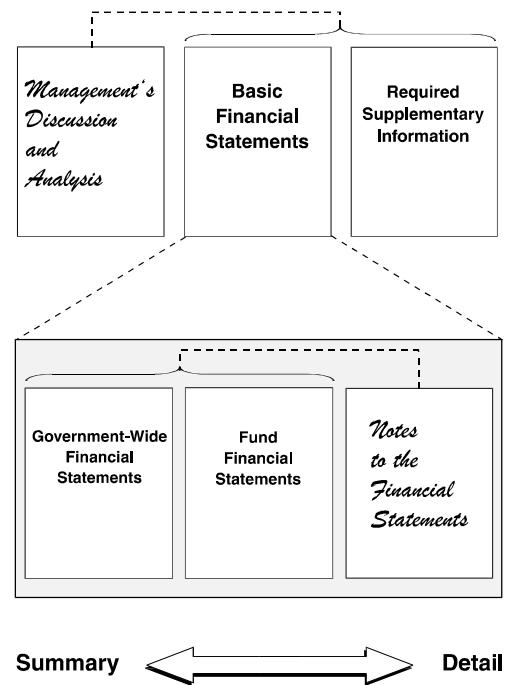 Management's
Discussion
and
Analysis
Basic
Financial
Statements
Required
Supplementary
Information
Government-Wide
Financial
Statements
Fund
Financial
Statements
Notes
to the
Financial
Statements
Summary
Detail